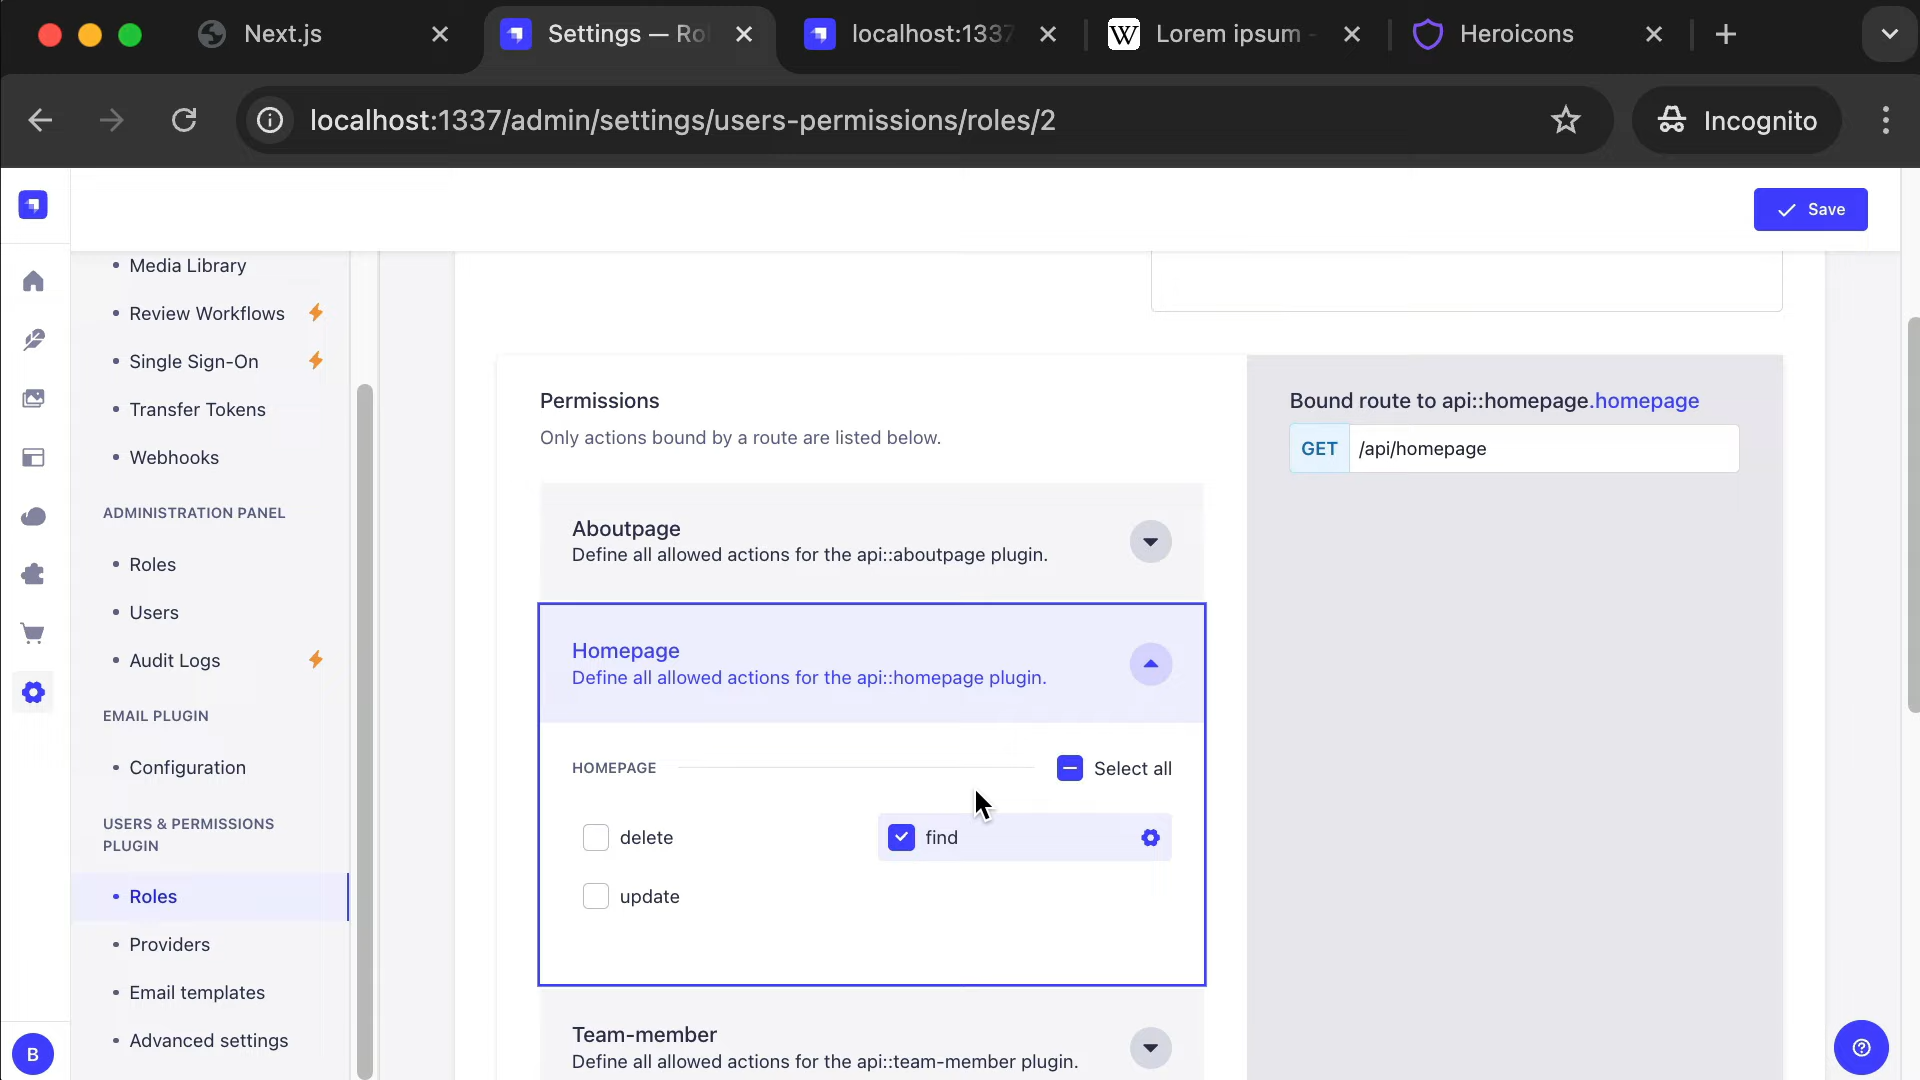 Next.js
Settings — Rol
localhost:1337
Lorem ipsum -
Heroicons
localhost:1337/admin/settings/users-permissions/roles/2
Incognito
Save
Media Library
Review Workflows
Single Sign-On
Transfer Tokens
Webhooks
ADMINISTRATION PANEL
Roles
Users
Audit Logs
EMAIL PLUGIN
Configuration
USERS & PERMISSIONS
PLUGIN
Roles
Providers
Email templates
Advanced settings
B
Permissions
Only actions bound by a route are listed below.
Aboutpage
Define all allowed actions for the api::aboutpage plugin.
Homepage
Define all allowed actions for the api::homepage plugin.
HOMEPAGE
Select all
delete
find
update
Team-member
Define all allowed actions for the api::team-member plugin.
Bound route to api::homepage.homepage
GET /api/homepage